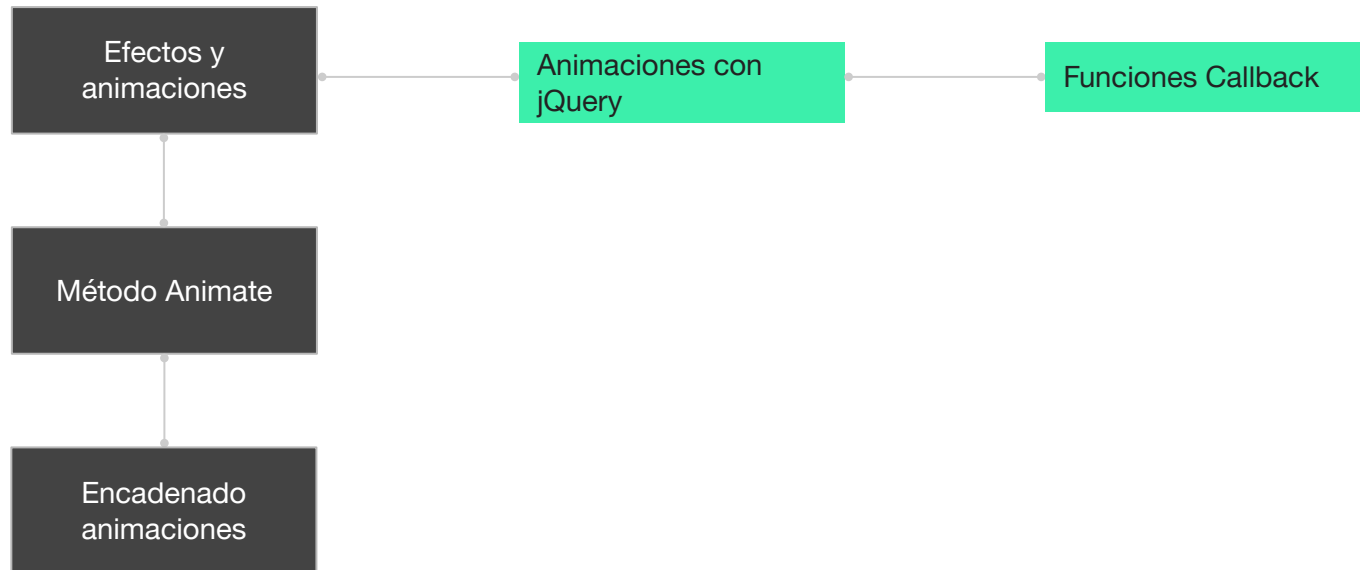 Efectos y
animaciones
Animaciones con
jQuery
Funciones Callback
Método Animate
Encadenado
animaciones